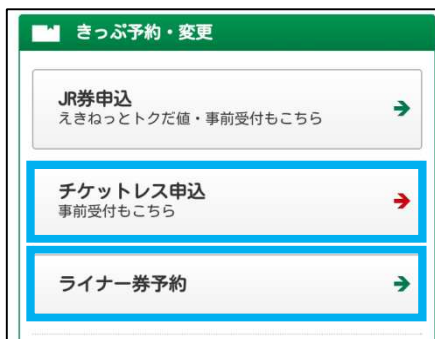 きっぷ予約・変更
JR券申込
えきねっとトクだ値・事前受付もこちら
チケットレス申込
事前受付もこちら
ライナー券予約